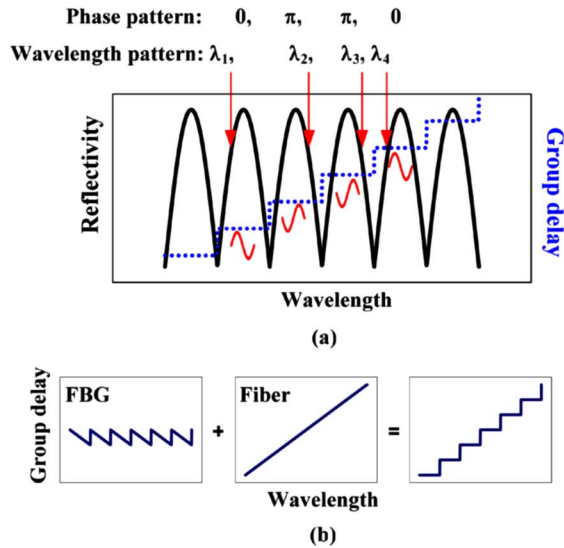 Phase pattern: 0, π, π, 0
Wavelength pattern: λ1, λ2, λ3, λ4
Reflectivity
Group delay
Wavelength
(a)
Group delay
FBG
+
Fiber
=
Wavelength
(b)